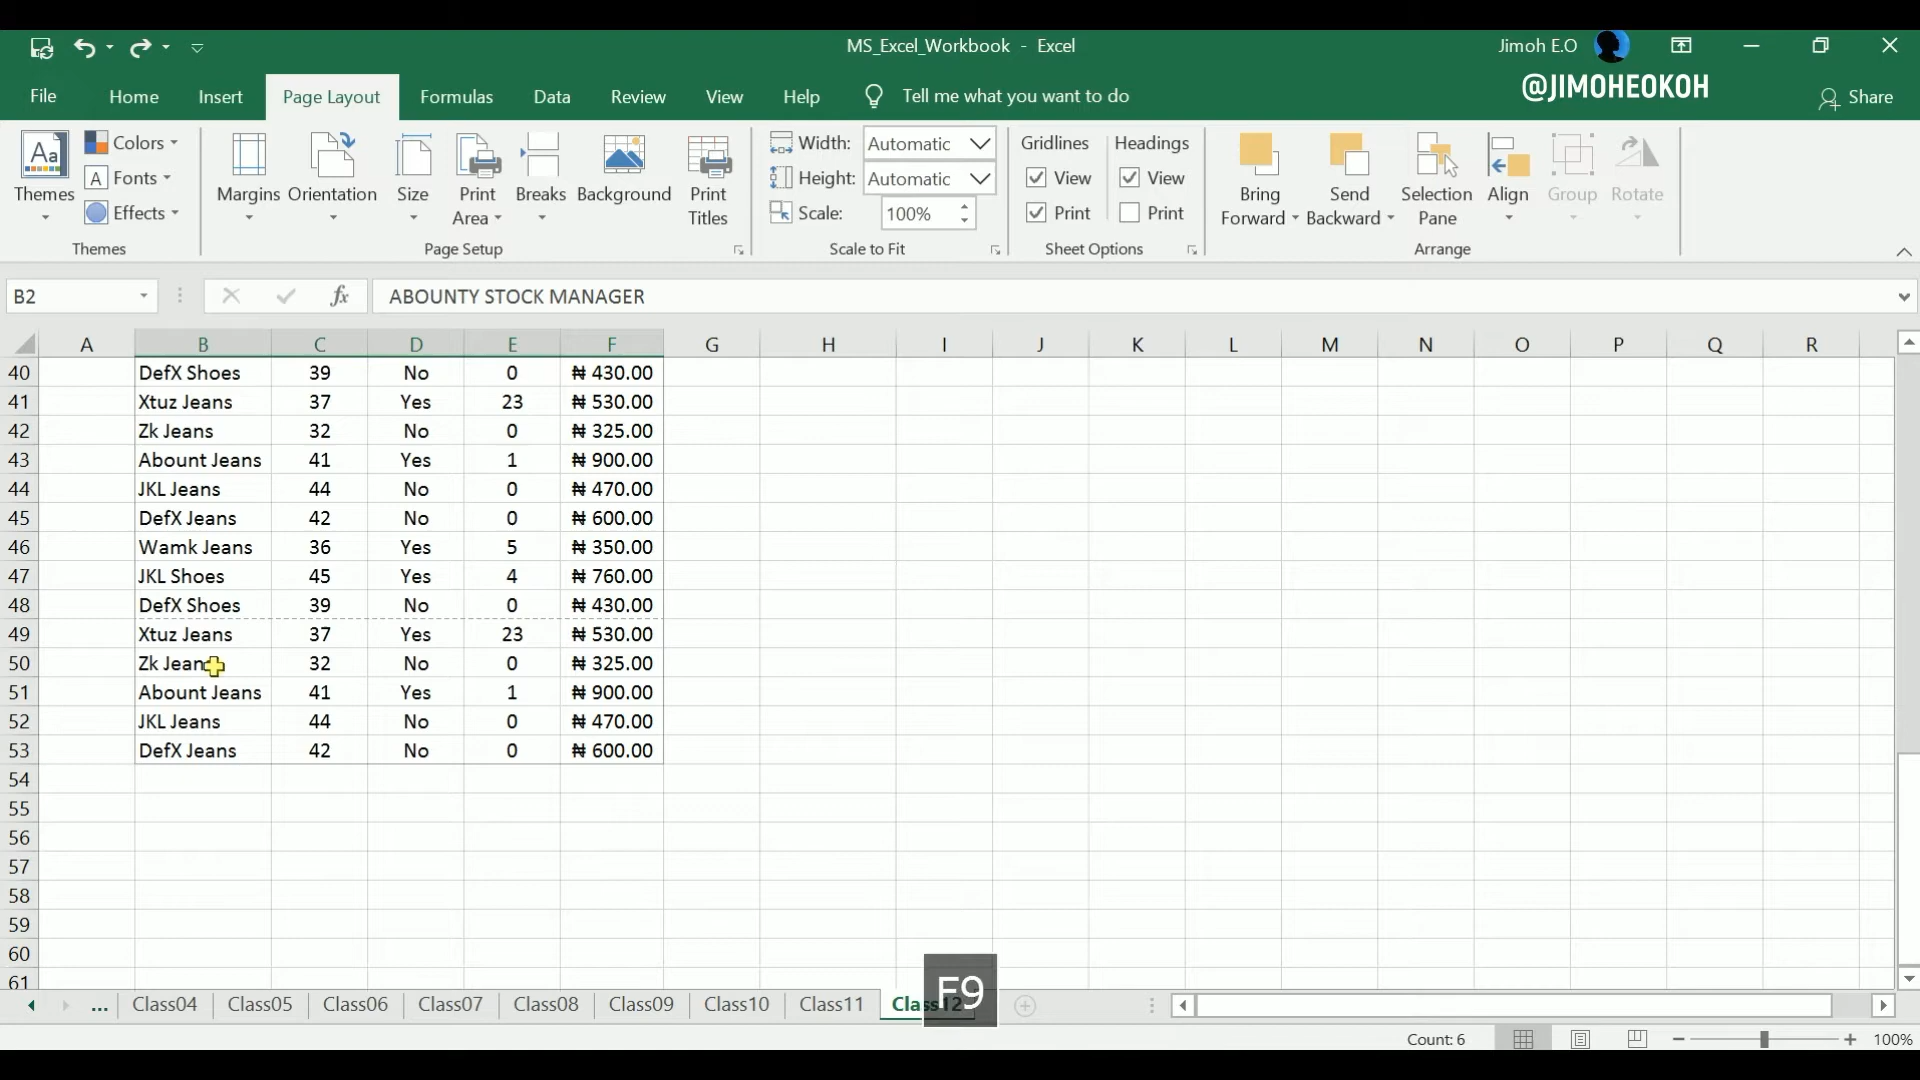 MS_Excel_Workbook - Excel
Jimoh E.O
@JIMOHEOKOH
File Home Insert Page Layout Formulas Data Review View Help Tell me what you want to do Share
Aa Themes Colors A Fonts Effects
Margins Orientation Size Print Area Breaks Background Print Titles
Width: Automatic
Height: Automatic
Scale: 100%
Gridlines Headings
View View
Print Print
Bring Forward Send Backward Selection Pane Align Group Rotate
Themes Page Setup Scale to Fit Sheet Options Arrange
B2 fx ABOUNTY STOCK MANAGER
A B C D E F G H I J K L M N O P Q R
40 DefX Shoes 39 No 0 ₦ 430.00
41 Xtuz Jeans 37 Yes 23 ₦ 530.00
42 Zk Jeans 32 No 0 ₦ 325.00
43 Abount Jeans 41 Yes 1 ₦ 900.00
44 JKL Jeans 44 No 0 ₦ 470.00
45 DefX Jeans 42 No 0 ₦ 600.00
46 Wamk Jeans 36 Yes 5 ₦ 350.00
47 JKL Shoes 45 Yes 4 ₦ 760.00
48 DefX Shoes 39 No 0 ₦ 430.00
49 Xtuz Jeans 37 Yes 23 ₦ 530.00
50 Zk Jeans 32 No 0 ₦ 325.00
51 Abount Jeans 41 Yes 1 ₦ 900.00
52 JKL Jeans 44 No 0 ₦ 470.00
53 DefX Jeans 42 No 0 ₦ 600.00
54
55
56
57
58
59
60
61
F9
... Class04 Class05 Class06 Class07 Class08 Class09 Class10 Class11 Class12
Count: 6 100%